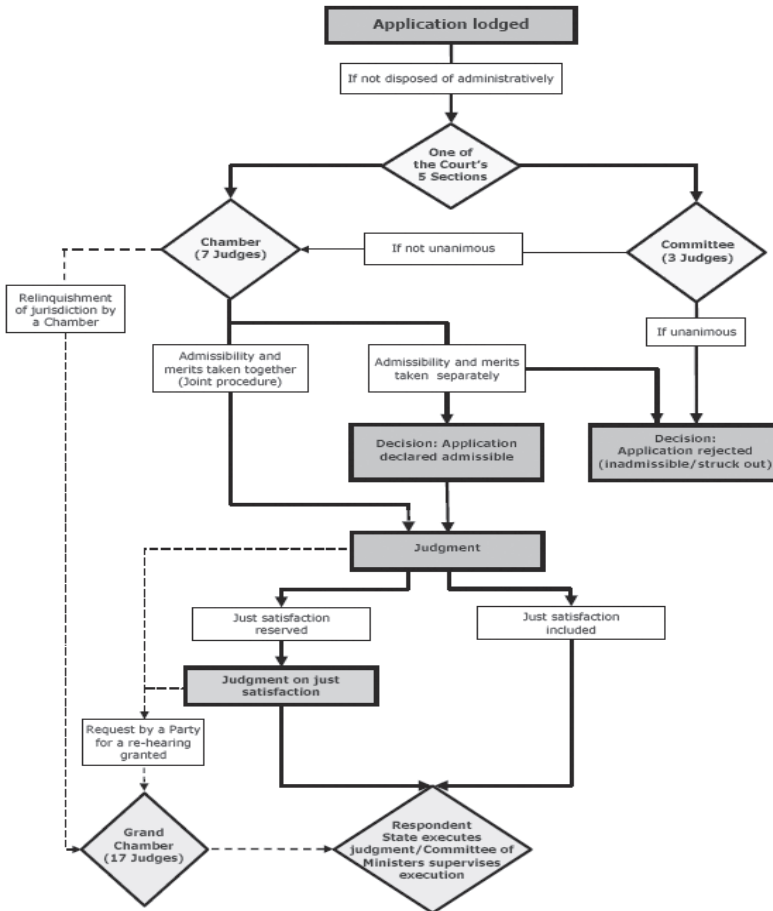 Application lodged
If not disposed of administratively
One of
the Court's
5 Sections
Chamber
(7 Judges)
If not unanimous
Committee
(3 Judges)
Relinquishment
of jurisdiction by
a Chamber
If unanimous
Admissibility and
merits taken together
(Joint procedure)
Admissibility and merits
taken separately
Decision: Application
declared admissible
Decision:
Application rejected
(inadmissible/struck out)
Judgment
Just satisfaction
reserved
Just satisfaction
included
Judgment on just
satisfaction
Request by a Party
for a re-hearing
granted
Grand
Chamber
(17 Judges)
Respondent
State executes
judgment/Committee of
Ministers supervises
execution